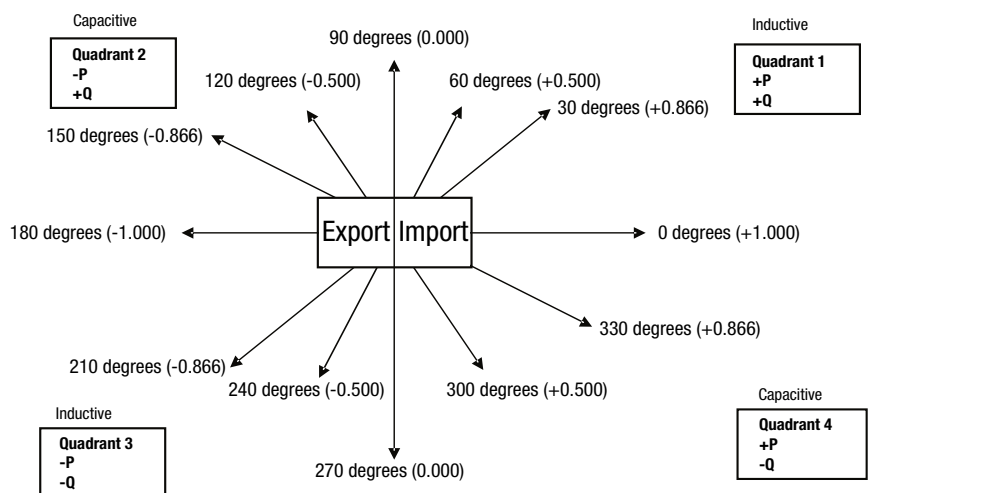 Capacitive
Quadrant 2
-P
+Q
Inductive
Quadrant 1
+P
+Q
90 degrees (0.000)
120 degrees (-0.500)
60 degrees (+0.500)
30 degrees (+0.866)
150 degrees (-0.866)
180 degrees (-1.000)
Export Import
0 degrees (+1.000)
330 degrees (+0.866)
210 degrees (-0.866)
240 degrees (-0.500)
300 degrees (+0.500)
270 degrees (0.000)
Inductive
Quadrant 3
-P
-Q
Capacitive
Quadrant 4
+P
-Q